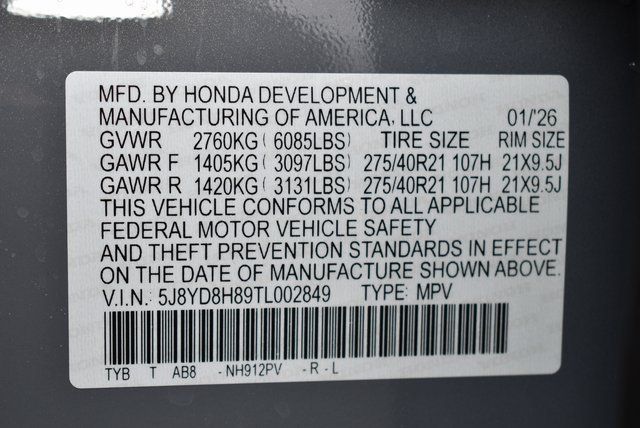 MFD. BY HONDA DEVELOPMENT &
MANUFACTURING OF AMERICA, LLC 01/'26
GVWR 2760KG ( 6085LBS) TIRE SIZE RIM SIZE
GAWR F 1405KG ( 3097LBS) 275/40R21 107H 21X9.5J
GAWR R 1420KG ( 3131LBS) 275/40R21 107H 21X9.5J
THIS VEHICLE CONFORMS TO ALL APPLICABLE
FEDERAL MOTOR VEHICLE SAFETY
AND THEFT PREVENTION STANDARDS IN EFFECT
ON THE DATE OF MANUFACTURE SHOWN ABOVE.
V.I.N.: 5J8YD8H89TL002849 TYPE: MPV
TYB T AB8 -NH912PV -R-L